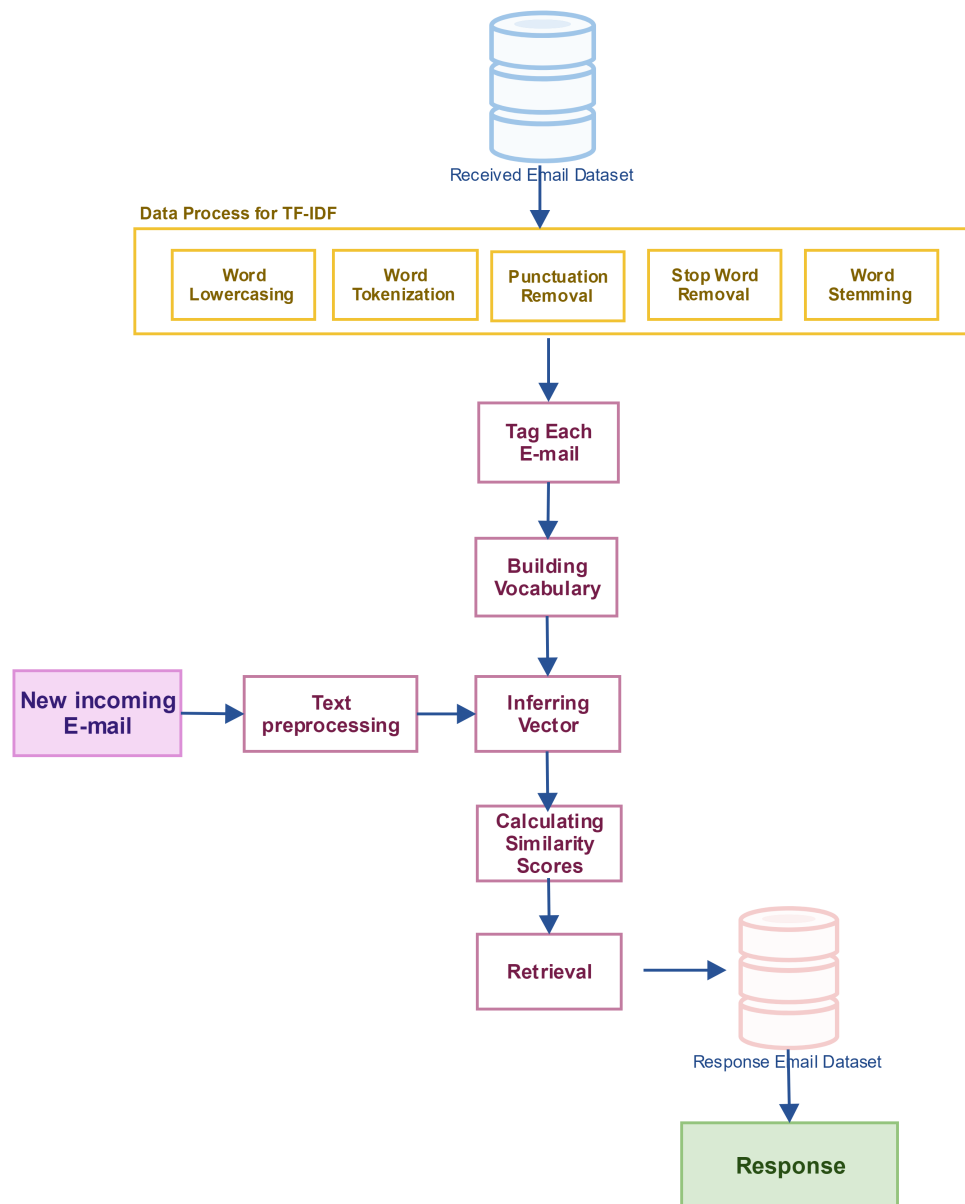 Received Email Dataset
Data Process for TF-IDF
Word
Lowercasing
Word
Tokenization
Punctuation
Removal
Stop Word
Removal
Word
Stemming
Tag Each
E-mail
Building
Vocabulary
New incoming
E-mail
Text
preprocessing
Inferring
Vector
Calculating
Similarity
Scores
Retrieval
Response Email Dataset
Response